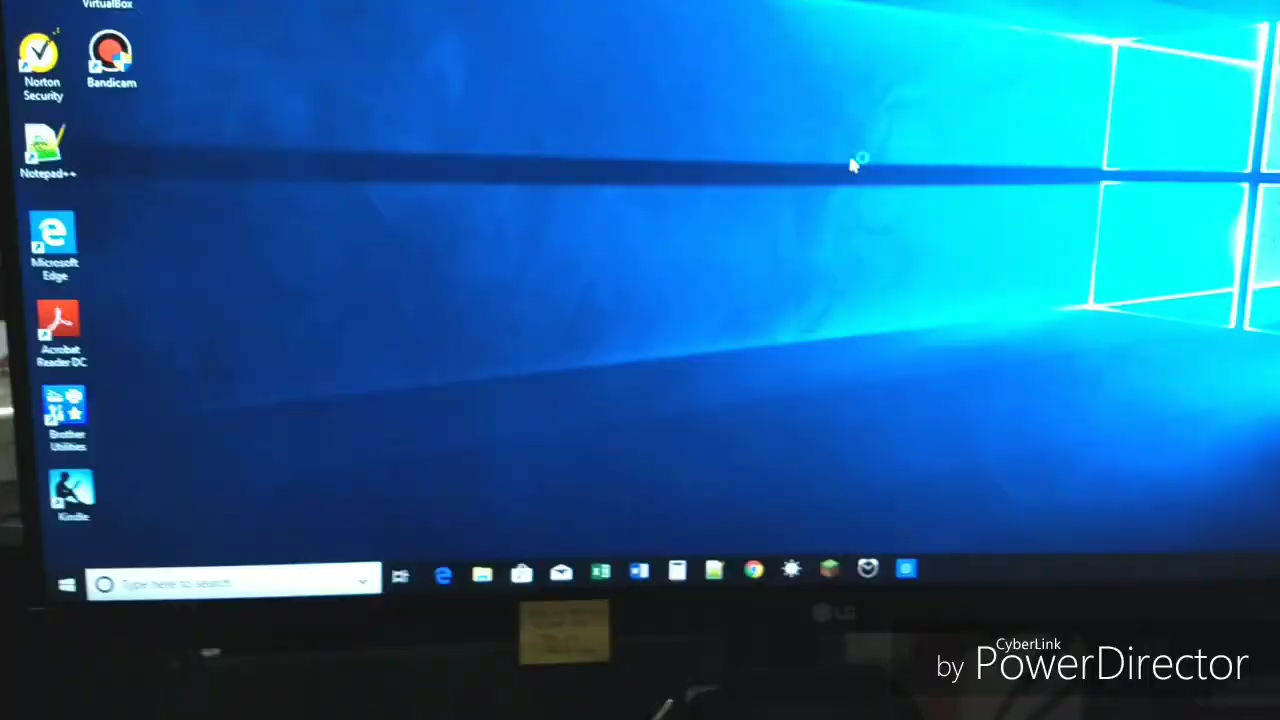 VirtualBox
Norton
Security
Bandicam
Notepad++
Microsoft
Edge
Acrobat
Reader DC
Brother
Utilities
Kindle
Type here to search
LG
CyberLink
by PowerDirector